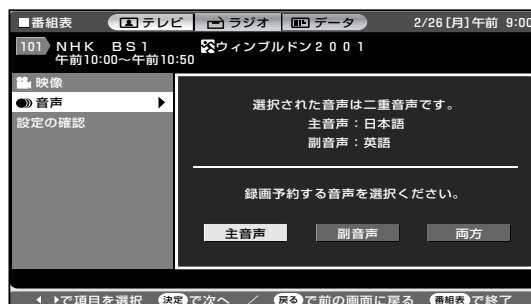 ■番組表 テレビ ラジオ データ 2/26[月]午前 9:00
101 NHK BS1 ウィンブルドン2001
午前10:00～午前10:50
映像
音声
設定の確認
選択された音声は二重音声です。
主音声：日本語
副音声：英語
録画予約する音声を選択ください。
主音声 副音声 両方
で項目を選択 決定で次へ ／ 戻るで前の画面に戻る 番組表で終了